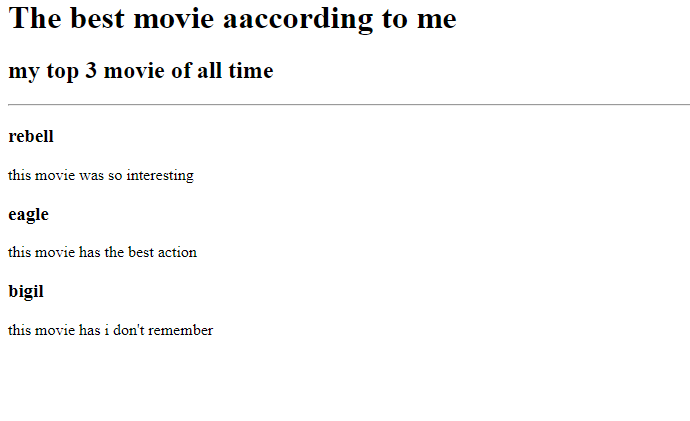 The best movie aaccording to me
my top 3 movie of all time
rebell
this movie was so interesting
eagle
this movie has the best action
bigil
this movie has i don't remember